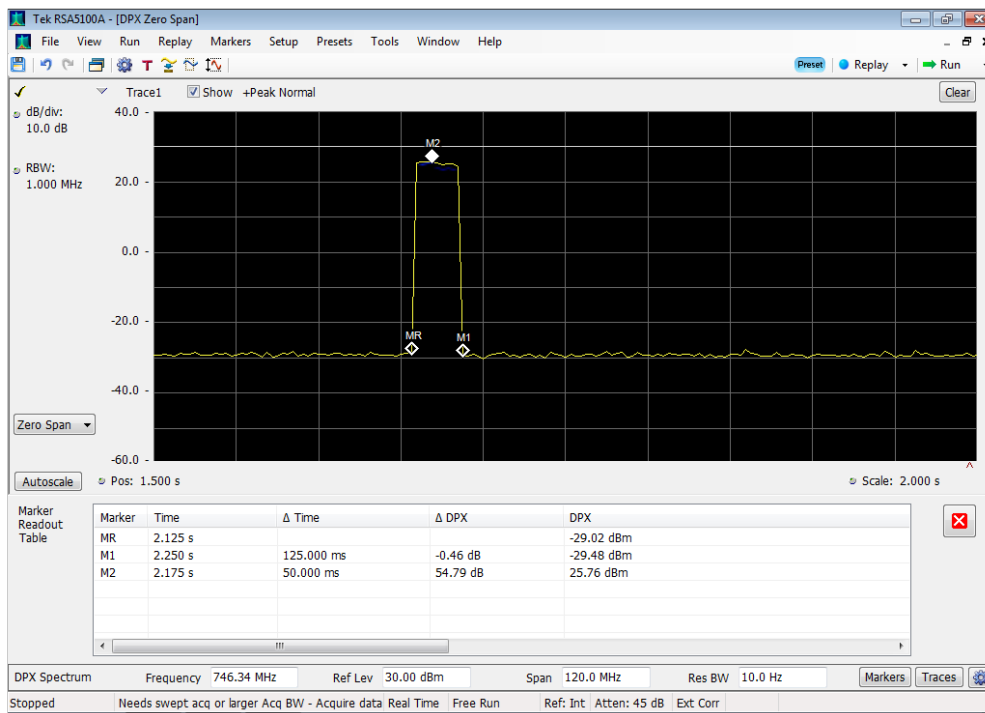 Tek RSA5100A - [DPX Zero Span]
File View Run Replay Markers Setup Presets Tools Window Help
T Preset Replay Run
Trace1 Show +Peak Normal Clear
dB/div:
10.0 dB
RBW:
1.000 MHz
40.0 -
20.0 -
0.0 -
-20.0 -
-40.0 -
-60.0 -
M2
MR
M1
Zero Span
Autoscale Pos: 1.500 s Scale: 2.000 s
Marker
Readout
Table
Marker Time Δ Time Δ DPX DPX
MR 2.125 s -29.02 dBm
M1 2.250 s 125.000 ms -0.46 dB -29.48 dBm
M2 2.175 s 50.000 ms 54.79 dB 25.76 dBm
DPX Spectrum Frequency 746.34 MHz Ref Lev 30.00 dBm Span 120.0 MHz Res BW 10.0 Hz Markers Traces
Stopped Needs swept acq or larger Acq BW - Acquire data Real Time Free Run Ref: Int Atten: 45 dB Ext Corr